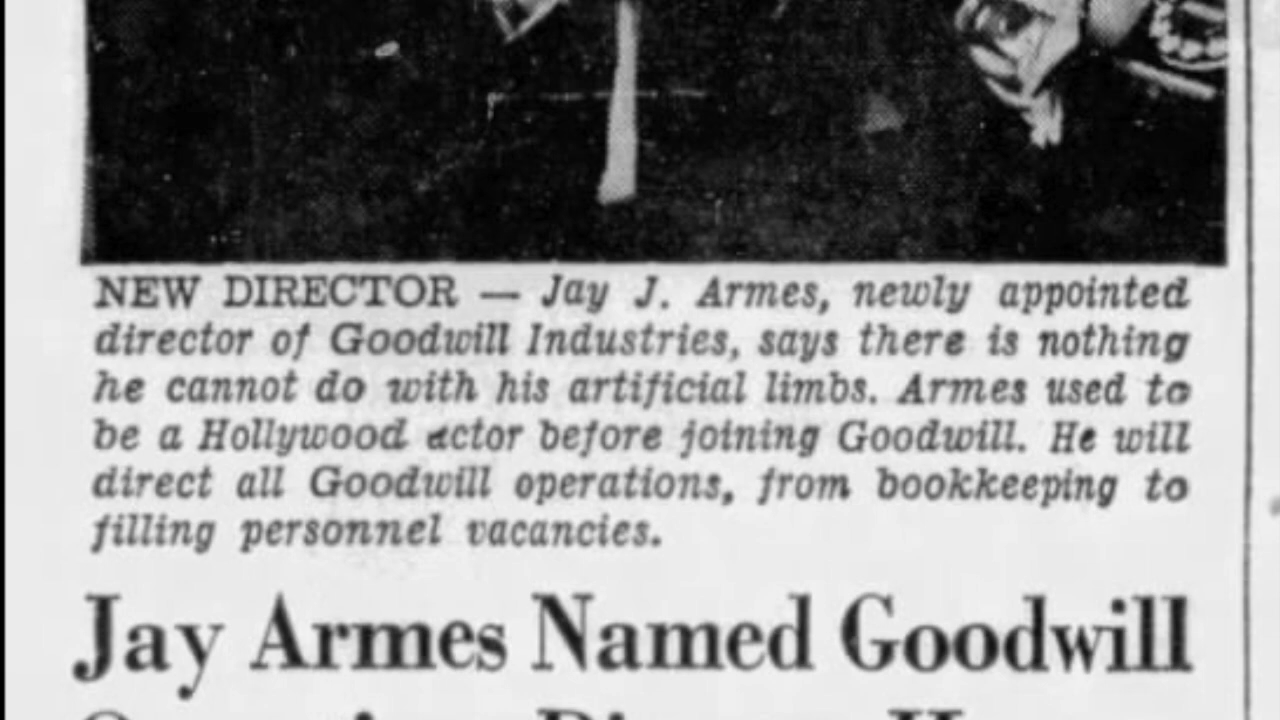 NEW DIRECTOR — Jay J. Armes, newly appointed
director of Goodwill Industries, says there is nothing
he cannot do with his artificial limbs. Armes used to
be a Hollywood actor before joining Goodwill. He will
direct all Goodwill operations, from bookkeeping to
filling personnel vacancies.
Jay Armes Named Goodwill